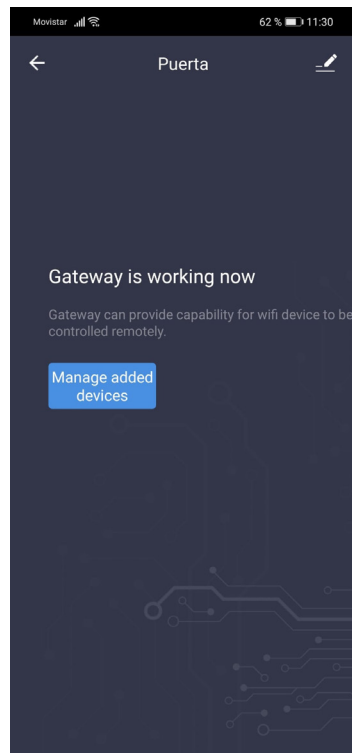 Movistar 62 % 11:30
Puerta
Gateway is working now
Gateway can provide capability for wifi device to be
controlled remotely.
Manage added
devices